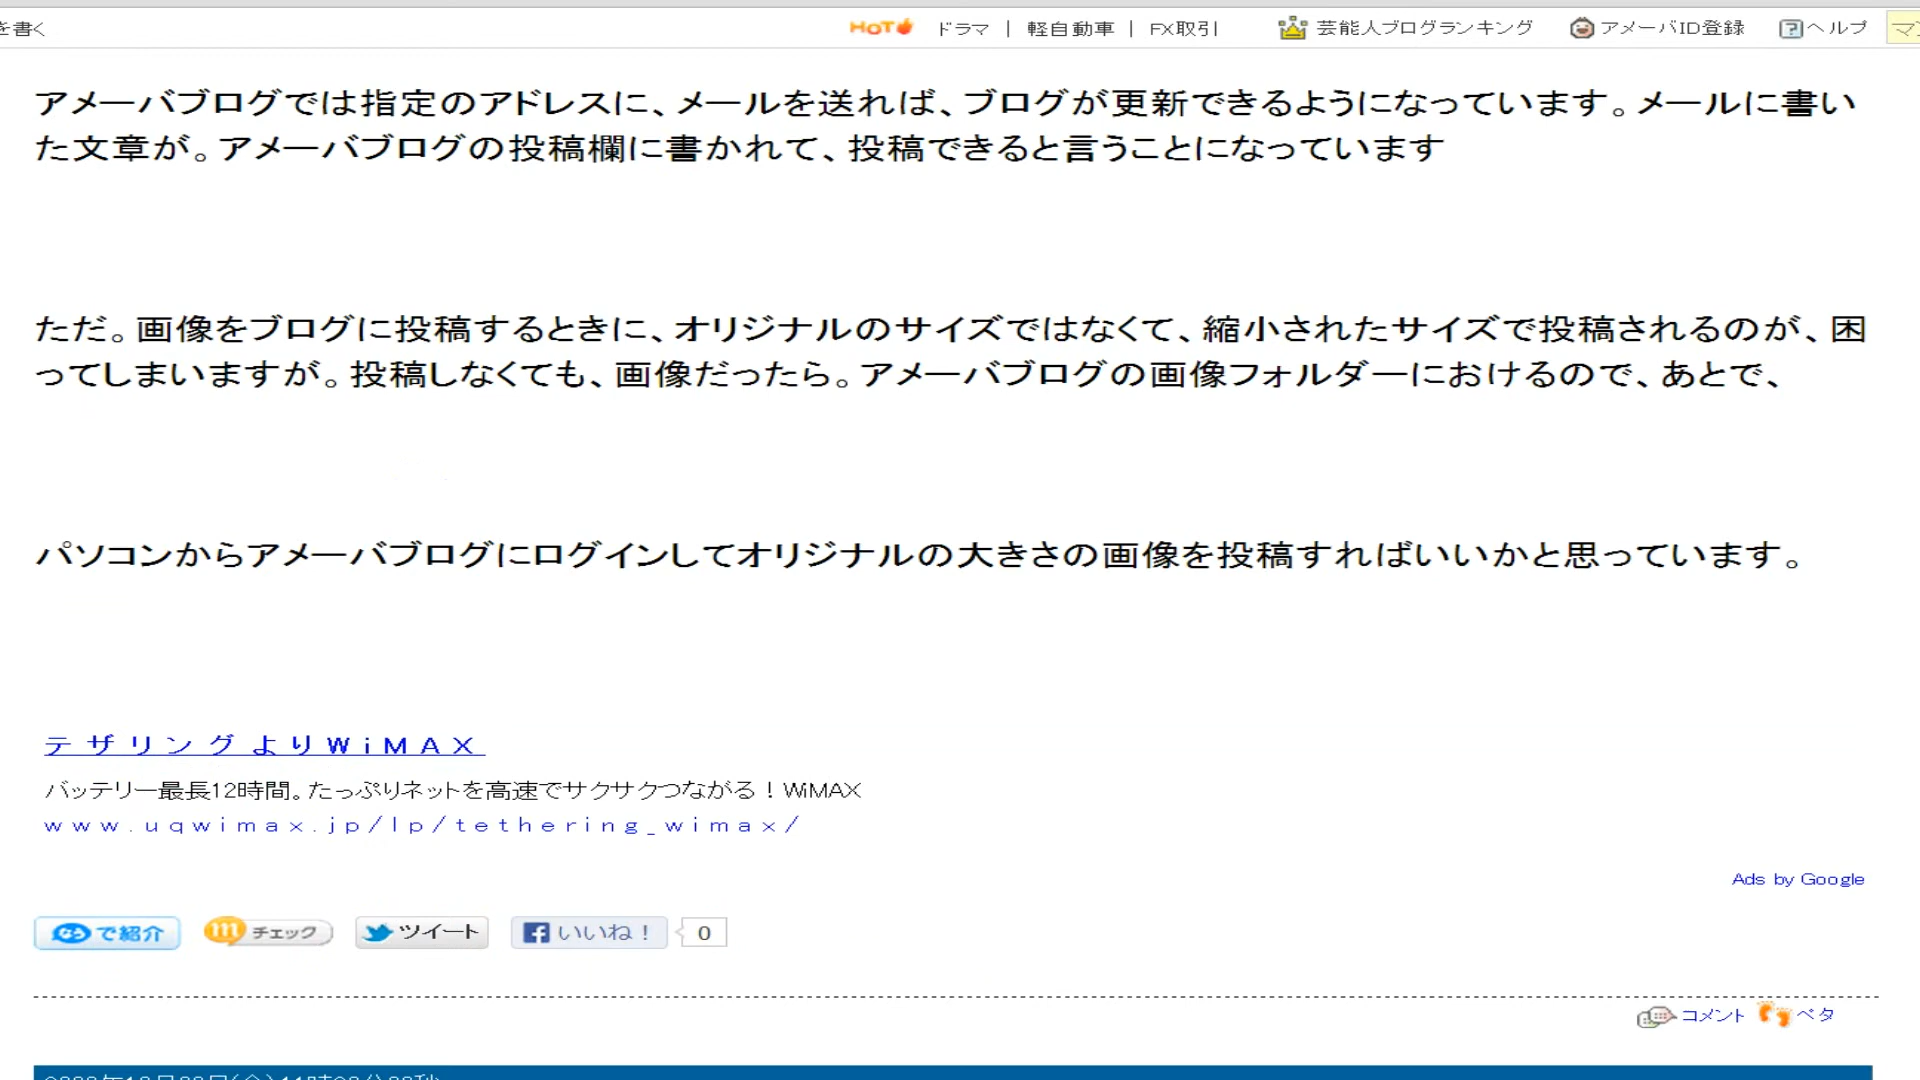 を書く HOT ドラマ | 軽自動車 | FX取引 芸能人ブログランキング アメーバID登録 ヘルプ マ
アメーバブログでは指定のアドレスに、メールを送れば、ブログが更新できるようになっています。メールに書い
た文章が。アメーバブログの投稿欄に書かれて、投稿できると言うことになっています
ただ。画像をブログに投稿するときに、オリジナルのサイズではなくて、縮小されたサイズで投稿されるのが、困
ってしまいますが。投稿しなくても、画像だったら。アメーバブログの画像フォルダーにおけるので、あとで、
パソコンからアメーバブログにログインしてオリジナルの大きさの画像を投稿すればいいかと思っています。
テザリングよりWiMAX
バッテリー最長12時間。たっぷりネットを高速でサクサクつながる！WiMAX
www.uqwimax.jp/lp/tethering_wimax/
Ads by Google
で紹介 m チェック ツイート いいね！ 0
コメント ペタ